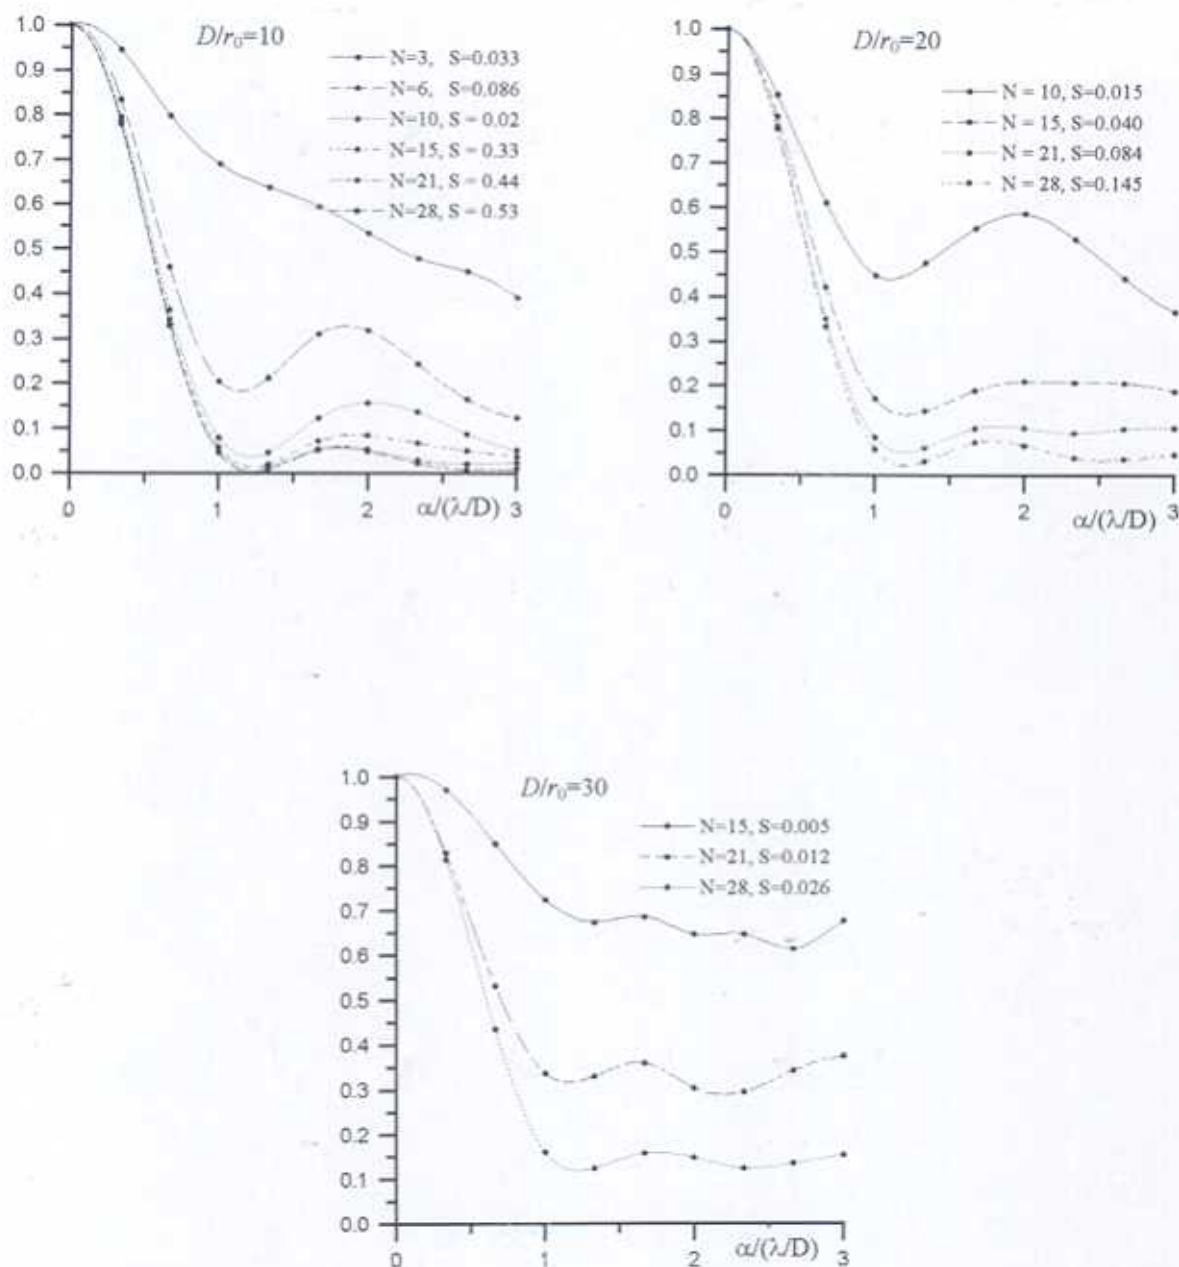 D/r₀=10
N=3, S=0.033
N=6, S=0.086
N=10, S = 0.02
N=15, S = 0.33
N=21, S = 0.44
N=28, S = 0.53
1.0
0.9
0.8
0.7
0.6
0.5
0.4
0.3
0.2
0.1
0.0
0 1 2 3
α/(λ/D)
D/r₀=20
N = 10, S=0.015
N = 15, S=0.040
N = 21, S=0.084
N = 28, S=0.145
1.0
0.9
0.8
0.7
0.6
0.5
0.4
0.3
0.2
0.1
0.0
0 1 2 3
α/(λ/D)
D/r₀=30
N=15, S=0.005
N=21, S=0.012
N=28, S=0.026
1.0
0.9
0.8
0.7
0.6
0.5
0.4
0.3
0.2
0.1
0.0
0 1 2 3
α/(λ/D)